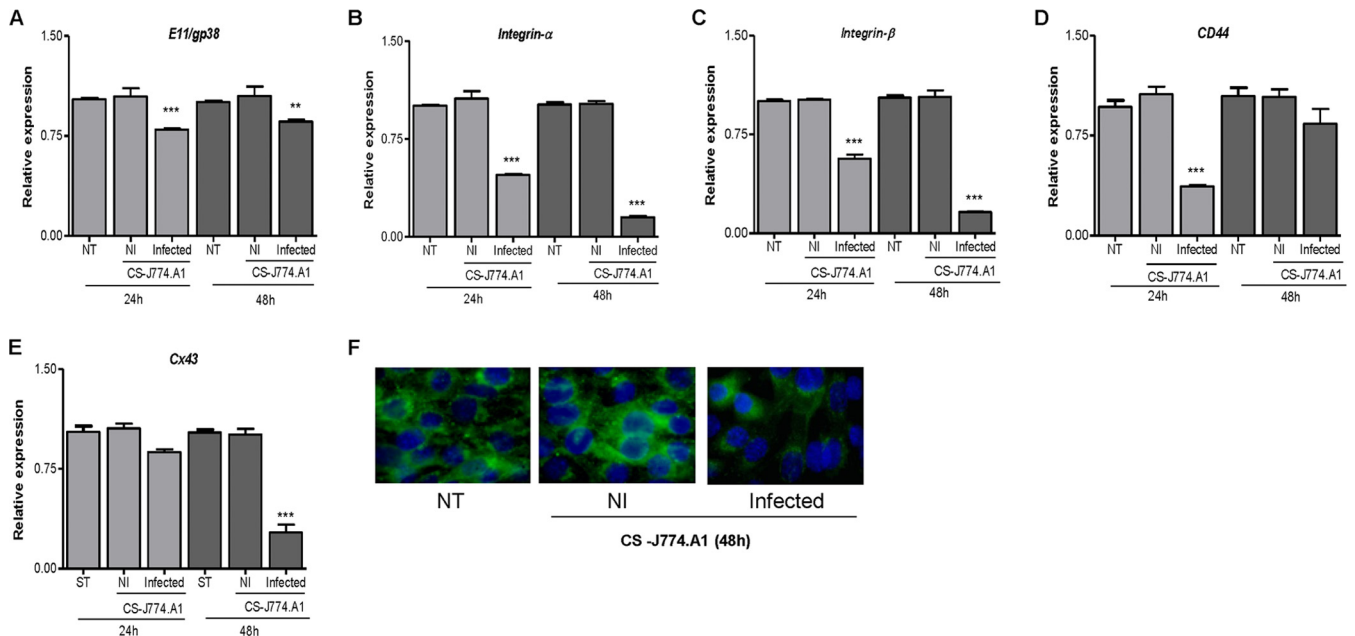 A
E11/gp38
Relative expression
1.50
0.75
0.00
***
**
NT NI Infected NT NI Infected
CS-J774.A1 CS-J774.A1
24h 48h
B
Integrin-α
Relative expression
1.50
0.75
0.00
***
***
NT NI Infected NT NI Infected
CS-J774.A1 CS-J774.A1
24h 48h
C
Integrin-β
Relative expression
1.50
0.75
0.00
***
***
NT NI Infected NT NI Infected
CS-J774.A1 CS-J774.A1
24h 48h
D
CD44
Relative expression
1.50
0.75
0.00
***
NT NI Infected NT NI Infected
CS-J774.A1 CS-J774.A1
24h 48h
E
Cx43
Relative expression
1.50
0.75
0.00
***
ST NI Infected ST NI Infected
CS-J774.A1 CS-J774.A1
24h 48h
F
NT NI Infected
CS -J774.A1 (48h)